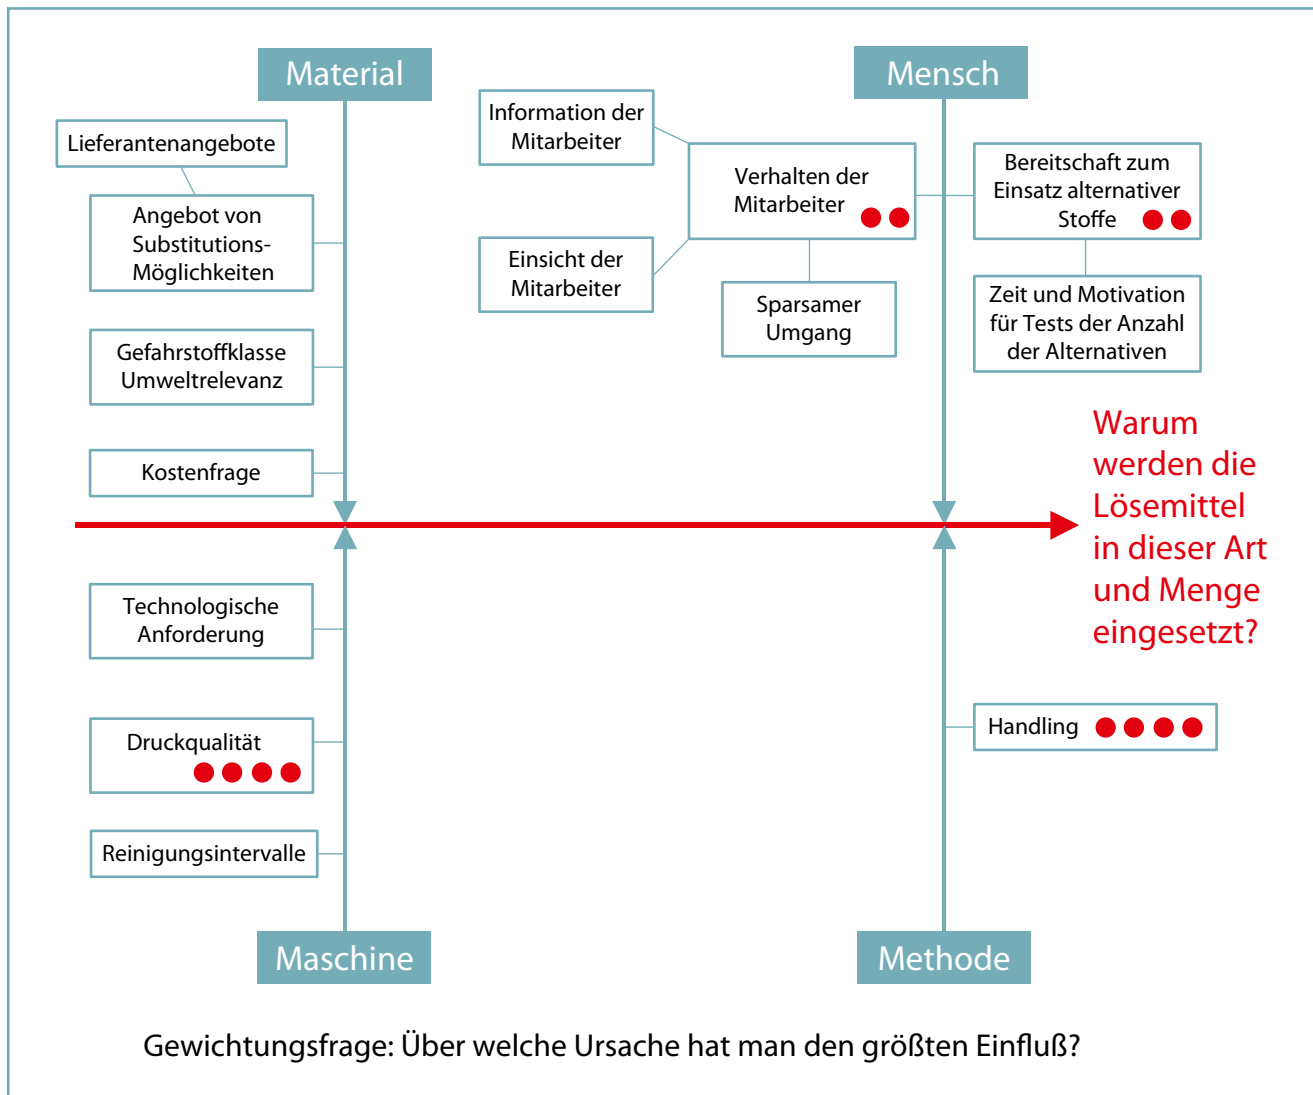 Material
Mensch
Lieferantenangebote
Angebot von
Substitutions-
Möglichkeiten
Gefahrstoffklasse
Umweltrelevanz
Kostenfrage
Information der
Mitarbeiter
Verhalten der
Mitarbeiter
Einsicht der
Mitarbeiter
Sparsamer
Umgang
Bereitschaft zum
Einsatz alternativer
Stoffe
Zeit und Motivation
für Tests der Anzahl
der Alternativen
Warum
werden die
Lösemittel
in dieser Art
und Menge
eingesetzt?
Technologische
Anforderung
Druckqualität
Reinigungsintervalle
Handling
Maschine
Methode
Gewichtungsfrage: Über welche Ursache hat man den größten Einfluß?